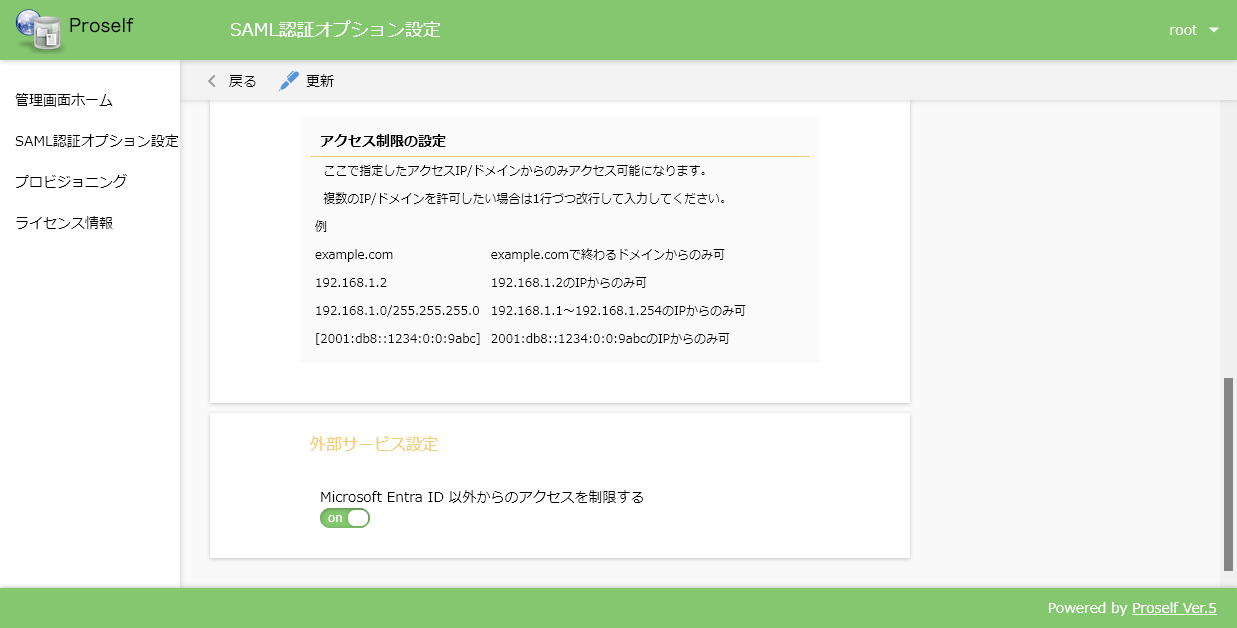 Proself
SAML認証オプション設定
root
戻る
更新
管理画面ホーム
SAML認証オプション設定
プロビジョニング
ライセンス情報
アクセス制限の設定
ここで指定したアクセスIP/ドメインからのみアクセス可能になります。
複数のIP/ドメインを許可したい場合は1行づつ改行して入力してください。
例
example.com example.comで終わるドメインからのみ可
192.168.1.2 192.168.1.2のIPからのみ可
192.168.1.0/255.255.255.0 192.168.1.1～192.168.1.254のIPからのみ可
[2001:db8::1234:0:0:9abc] 2001:db8::1234:0:0:9abcのIPからのみ可
外部サービス設定
Microsoft Entra ID 以外からのアクセスを制限する
on
Powered by Proself Ver.5